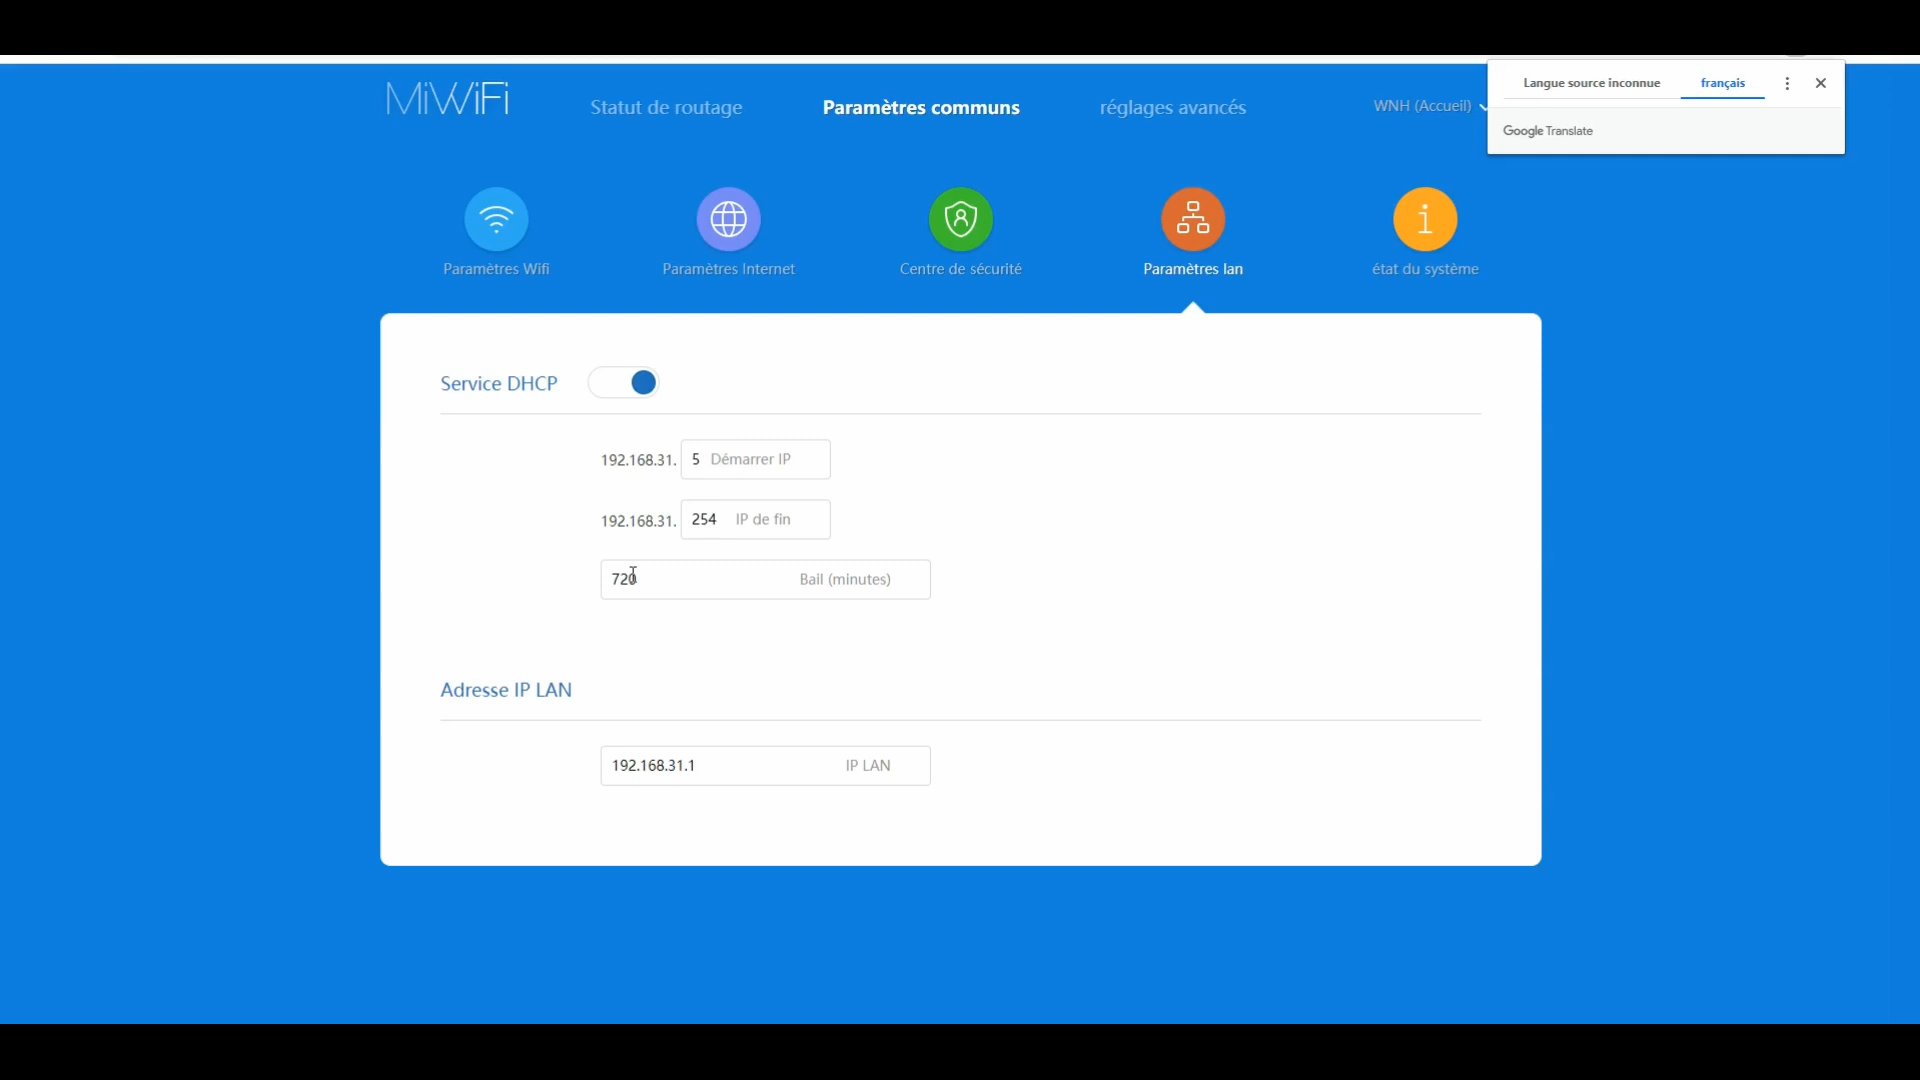 MiWiFi
Statut de routage
Paramètres communs
réglages avancés
WNH (Accueil)
Langue source inconnue
français
Google Translate
Paramètres Wifi
Paramètres Internet
Centre de sécurité
Paramètres lan
état du système
Service DHCP
192.168.31. 5 Démarrer IP
192.168.31. 254 IP de fin
720 Bail (minutes)
Adresse IP LAN
192.168.31.1 IP LAN